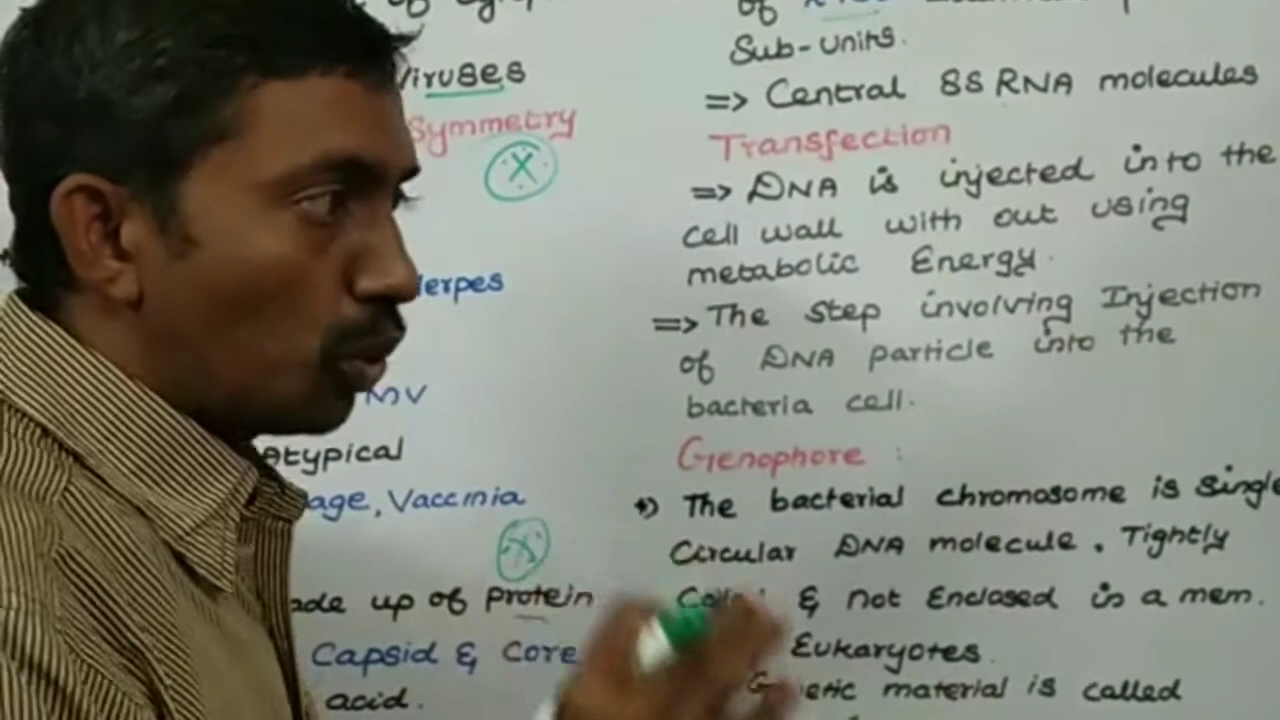 Viruses
Symmetry
X
Herpes
MV
Atypical
age, Vaccinia
X
ade up of protein
Capsid & Core
acid.
of
Sub-units.
=> Central SS RNA molecules
Transfection
=> DNA is injected into the
cell wall with out using
metabolic Energy.
=> The step involving Injection
of DNA particle into the
bacteria cell.
Genophore :
The bacterial chromosome is single
Circular DNA molecule. Tightly
& not Enclosed in a mem.
Eukaryotes.
material is called